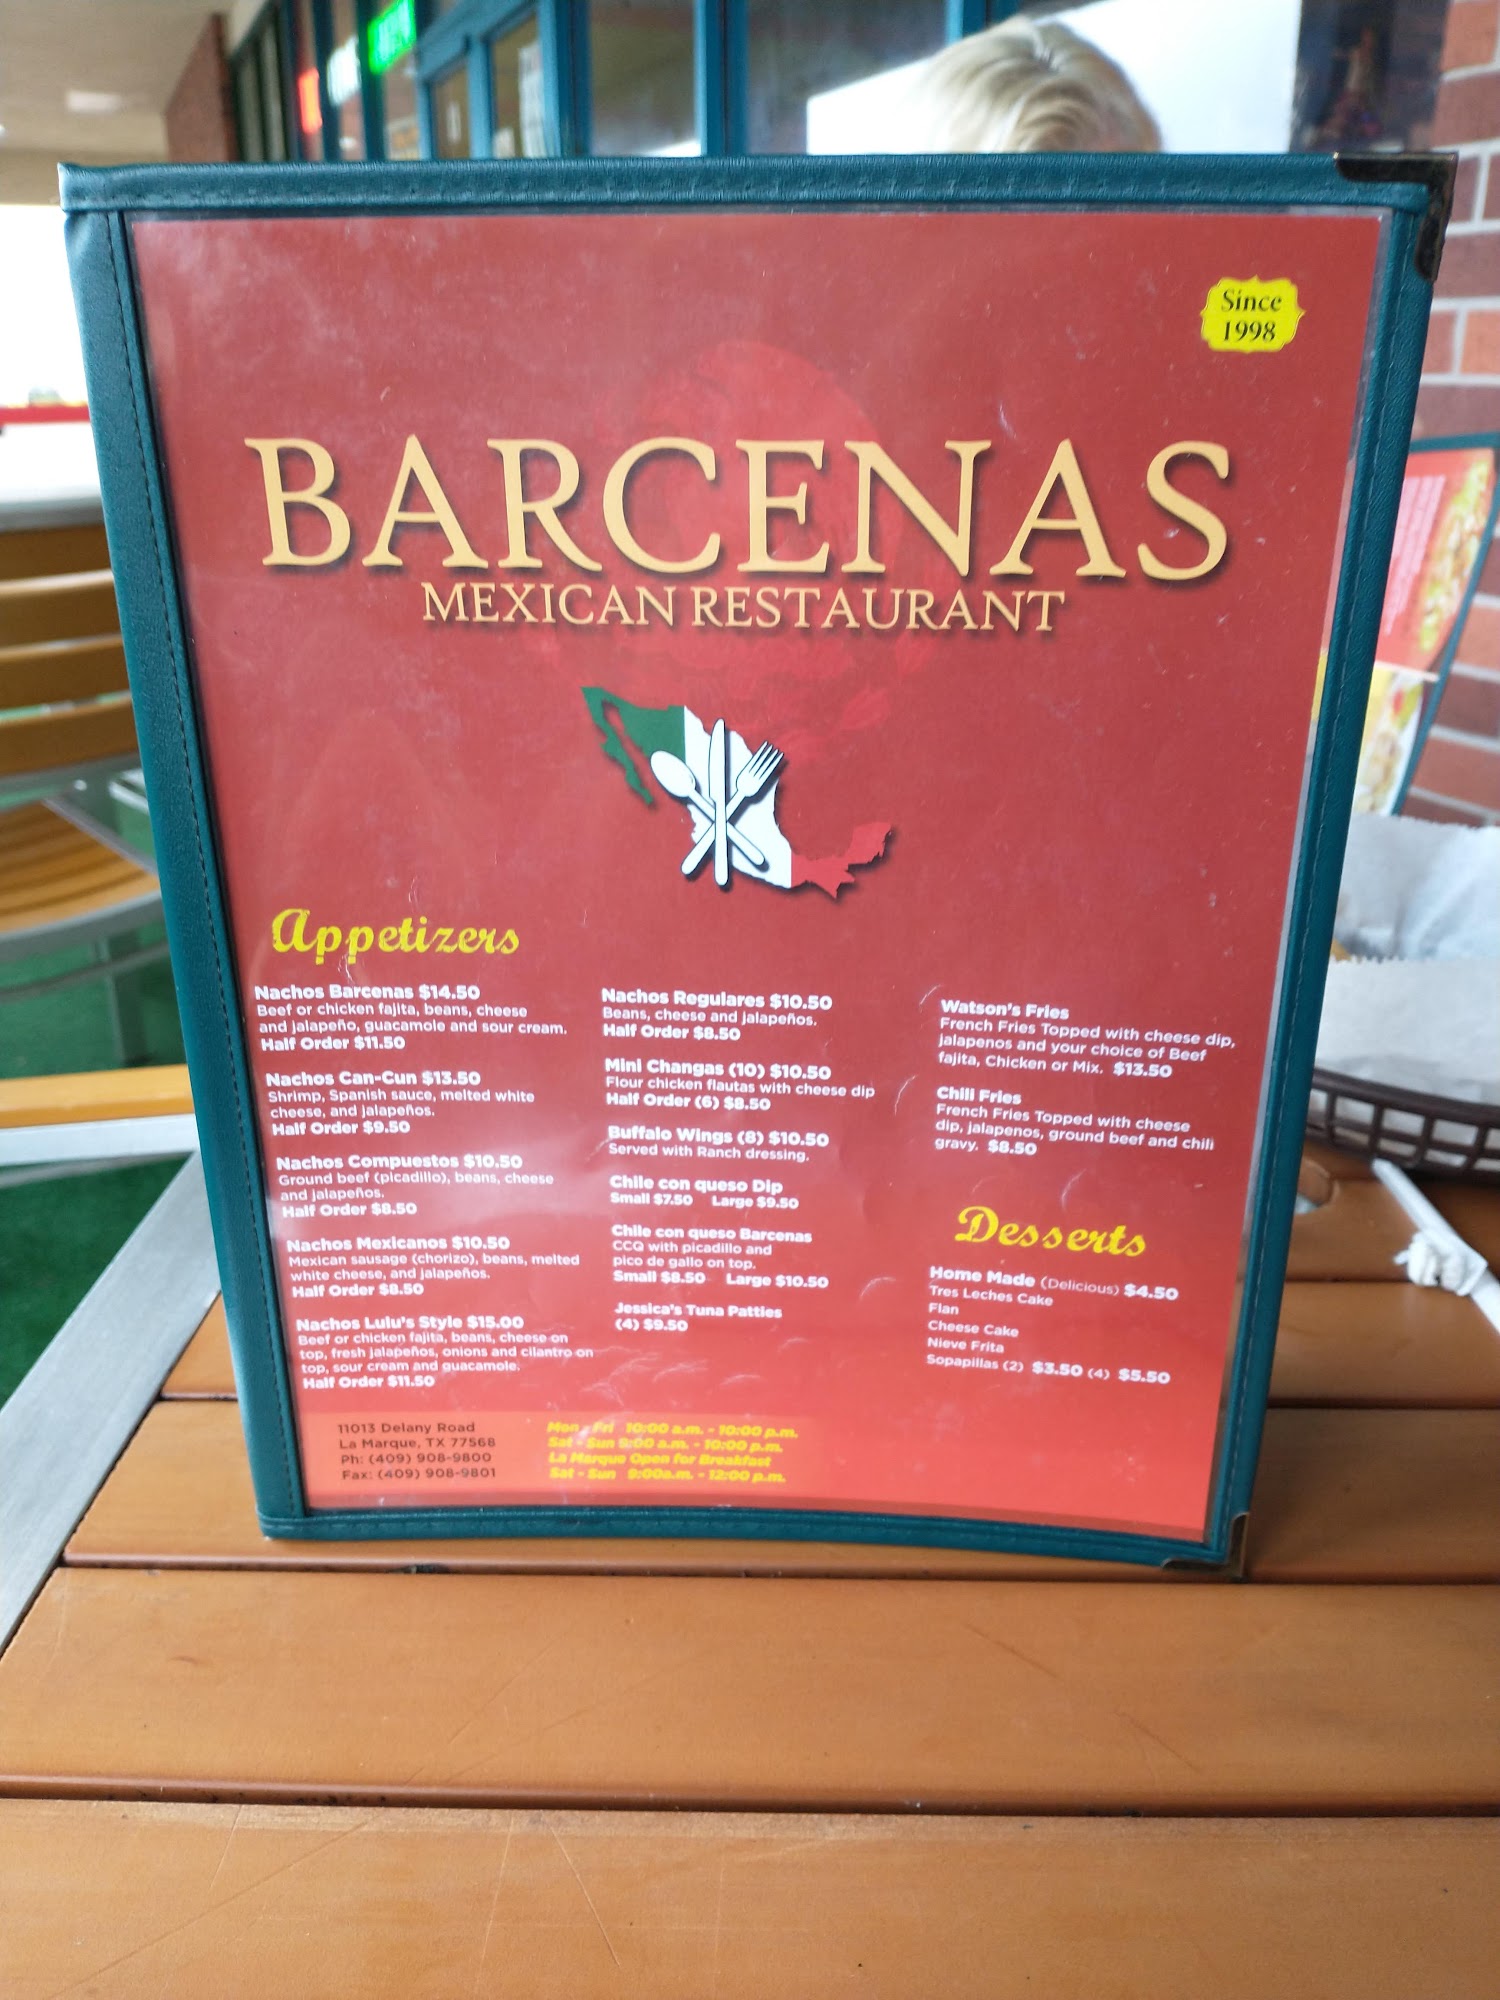 Since
1998
BARCENAS
MEXICAN RESTAURANT
Appetizers
Nachos Barcenas $14.50
Beef or chicken fajita, beans, cheese
and jalapeño, guacamole and sour cream.
Half Order $11.50
Nachos Can-Cun $13.50
Shrimp, Spanish sauce, melted white
cheese, and jalapeños.
Half Order $9.50
Nachos Compuestos $10.50
Ground beef (picadillo), beans, cheese
and jalapeños.
Half Order $8.50
Nachos Mexicanos $10.50
Mexican sausage (chorizo), beans, melted
white cheese, and jalapeños.
Half Order $8.50
Nachos Lulu's Style $15.00
Beef or chicken fajita, beans, cheese on
top, fresh jalapeños, onions and cilantro on
top, sour cream and guacamole.
Half Order $11.50
Nachos Regulares $10.50
Beans, cheese and jalapeños.
Half Order $8.50
Mini Changas (10) $10.50
Flour chicken flautas with cheese dip
Half Order (6) $8.50
Buffalo Wings (8) $10.50
Served with Ranch dressing.
Chile con queso Dip
Small $7.50 Large $9.50
Chile con queso Barcenas
CCQ with picadillo and
pico de gallo on top.
Small $8.50 Large $10.50
Jessica's Tuna Patties
(4) $9.50
Watson's Fries
French Fries Topped with cheese dip,
jalapenos and your choice of Beef
fajita, Chicken or Mix. $13.50
Chili Fries
French Fries Topped with cheese
dip, jalapenos, ground beef and chili
gravy. $8.50
Desserts
Home Made (Delicious) $4.50
Tres Leches Cake
Flan
Cheese Cake
Nieve Frita
Sopapillas (2) $3.50 (4) $5.50
11013 Delany Road
La Marque, TX 77568
Ph: (409) 908-9800
Fax: (409) 908-9801
Mon - Fri 10:00 a.m. - 10:00 p.m.
Sat - Sun 9:00 a.m. - 10:00 p.m.
La Marque Open for Breakfast
Sat - Sun 9:00a.m. - 12:00 p.m.